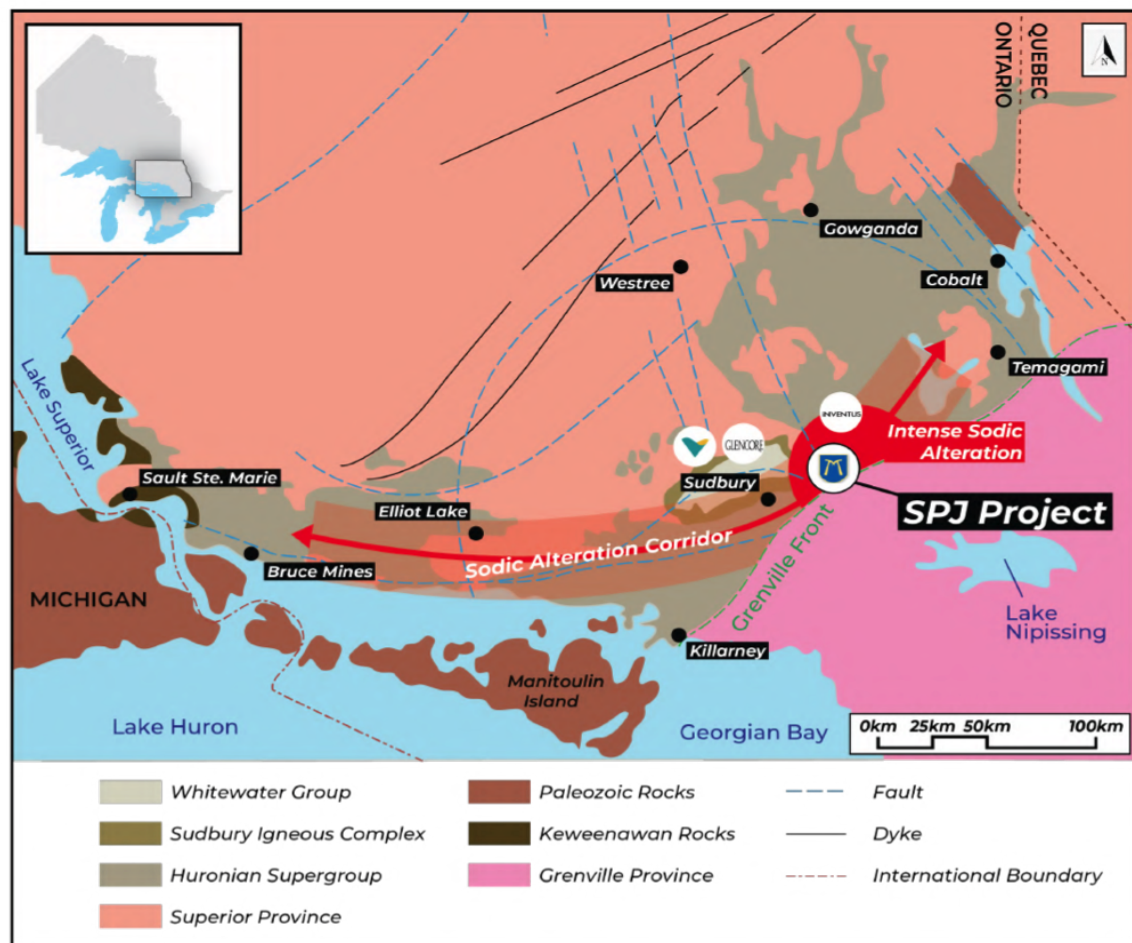 QUEBEC
ONTARIO
N
Gowganda
Westree
Cobalt
Lake Superior
Temagami
INVENTUS
GLENCORE
Intense Sodic
Alteration
Sault Ste. Marie
Sudbury
SPJ Project
Elliot Lake
Sodic Alteration Corridor
Bruce Mines
Grenville Front
MICHIGAN
Lake
Nipissing
Killarney
Manitoulin
Island
Lake Huron
Georgian Bay
0km 25km 50km 100km
Whitewater Group
Sudbury Igneous Complex
Huronian Supergroup
Superior Province
Paleozoic Rocks
Keweenawan Rocks
Grenville Province
Fault
Dyke
International Boundary